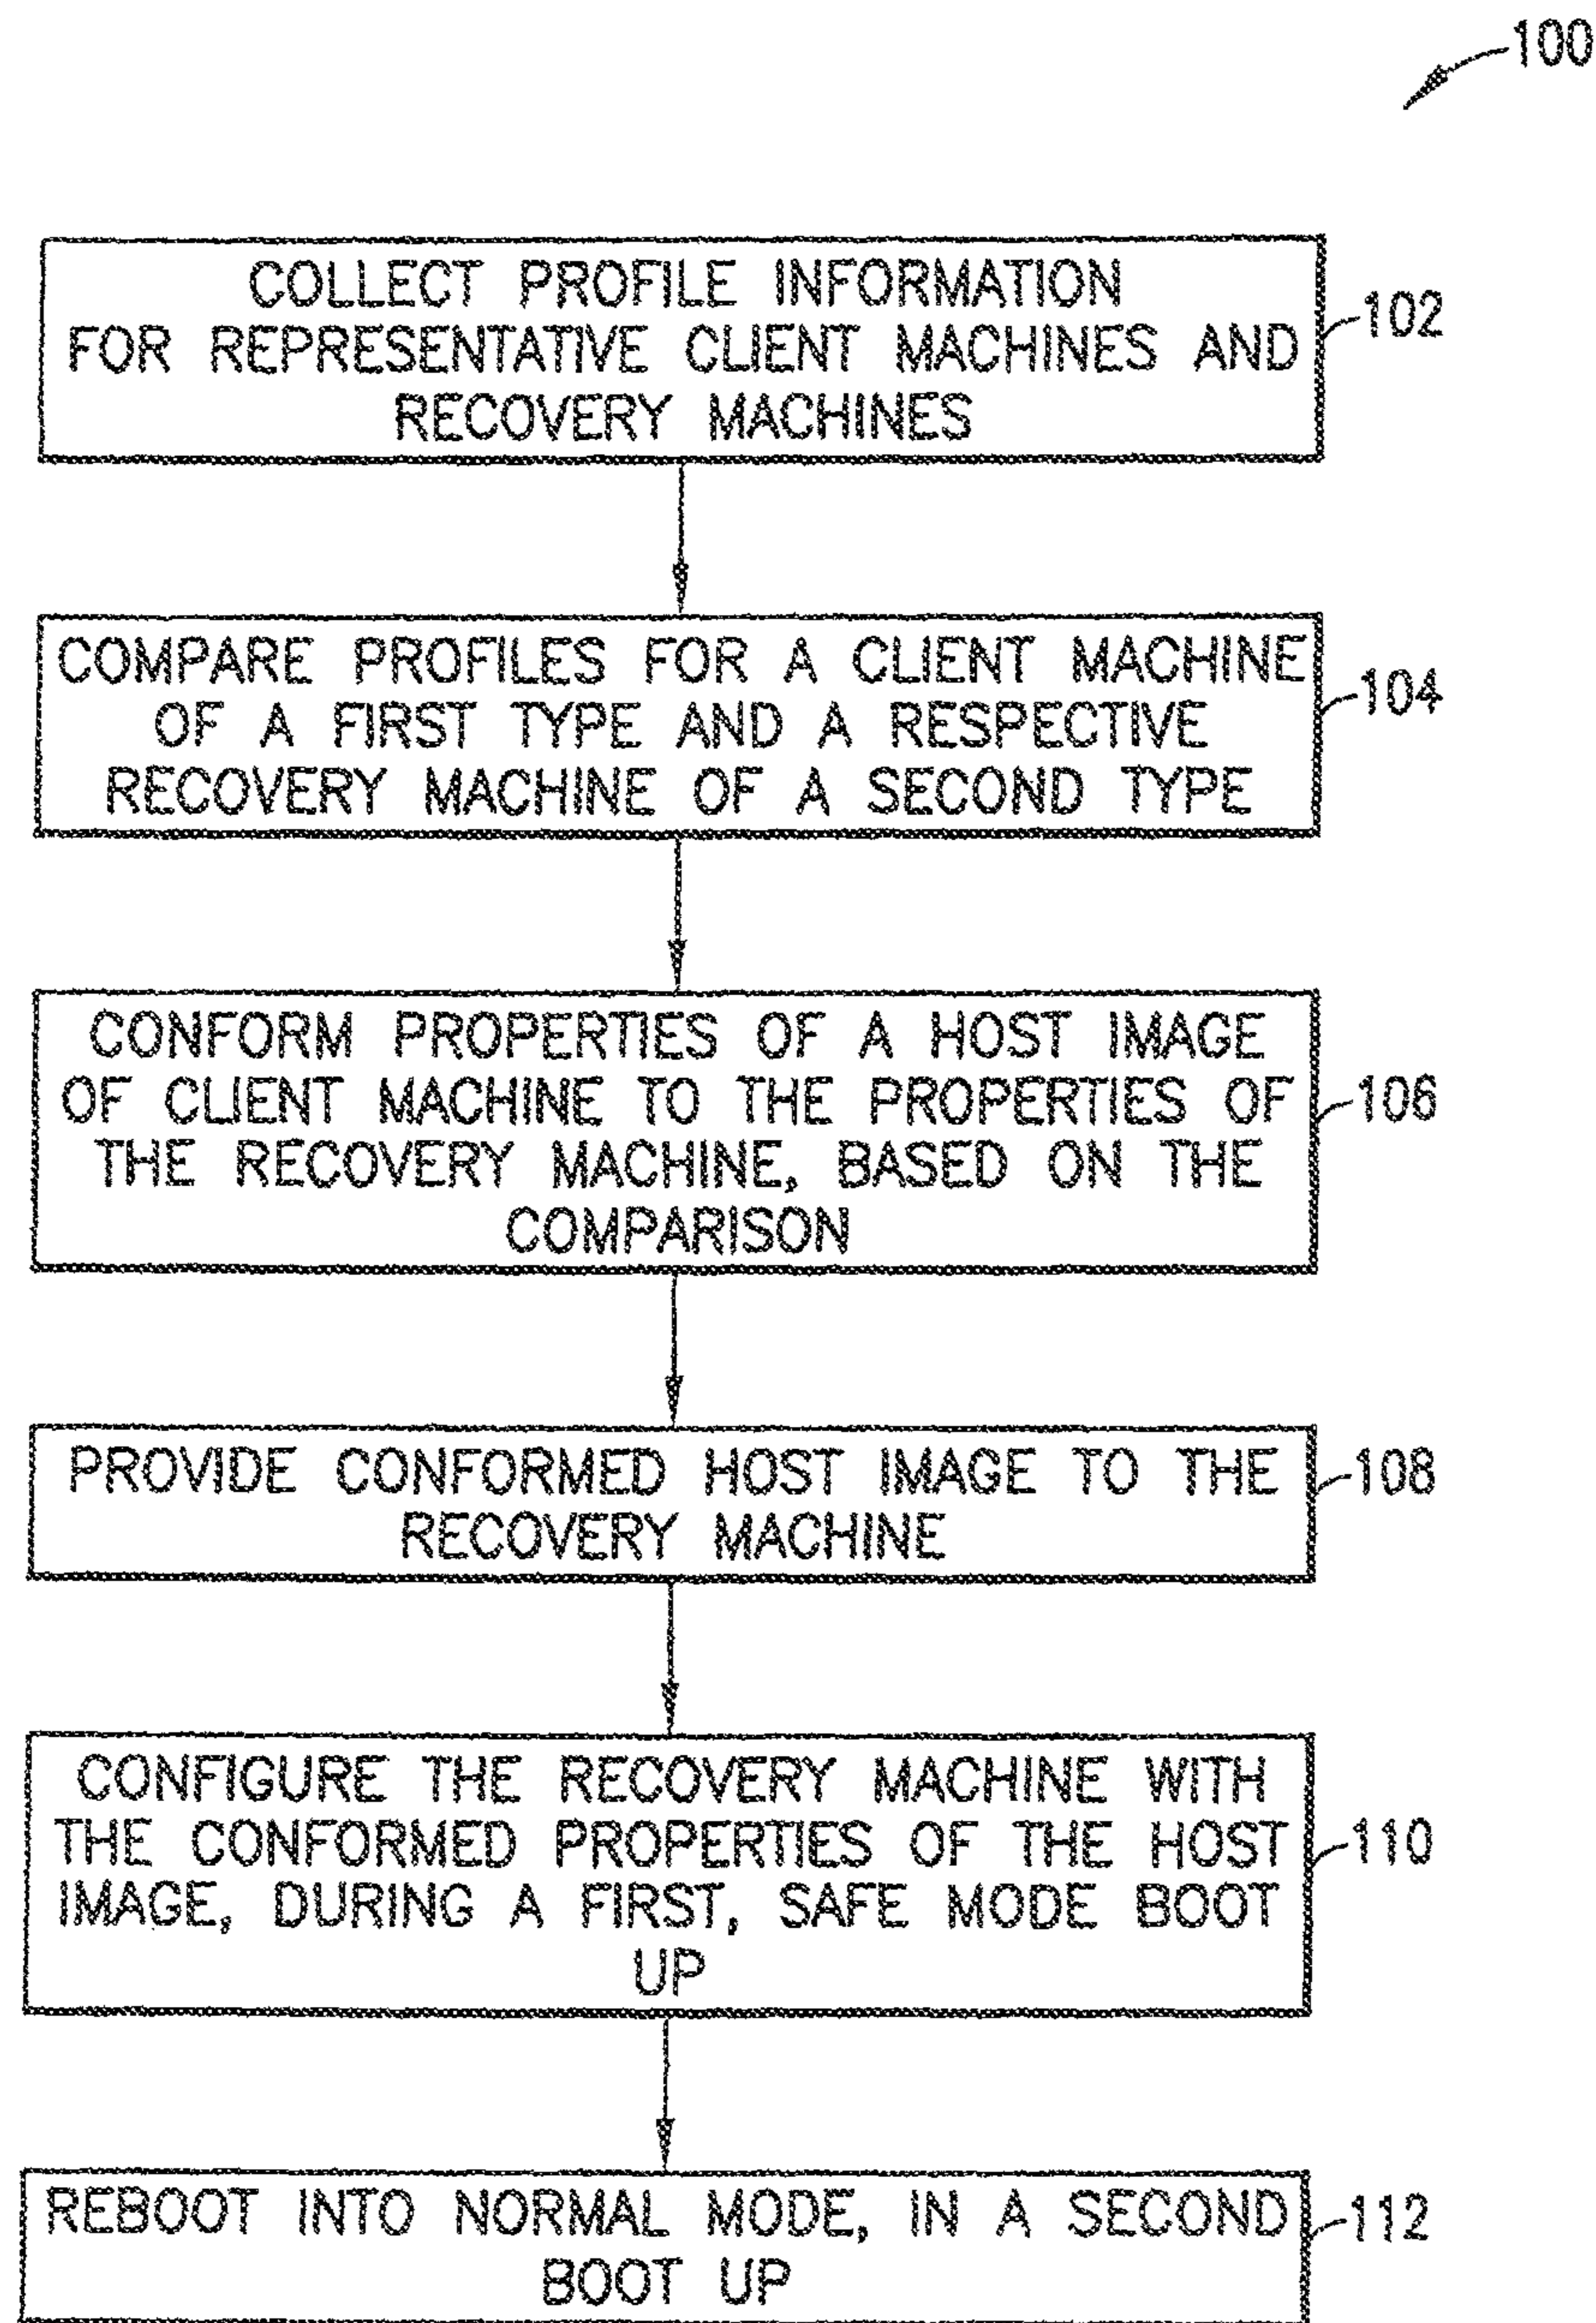 100
COLLECT PROFILE INFORMATION
FOR REPRESENTATIVE CLIENT MACHINES AND
RECOVERY MACHINES
102
COMPARE PROFILES FOR A CLIENT MACHINE
OF A FIRST TYPE AND A RESPECTIVE
RECOVERY MACHINE OF A SECOND TYPE
104
CONFORM PROPERTIES OF A HOST IMAGE
OF CLIENT MACHINE TO THE PROPERTIES OF
THE RECOVERY MACHINE, BASED ON THE
COMPARISON
106
PROVIDE CONFORMED HOST IMAGE TO THE
RECOVERY MACHINE
108
CONFIGURE THE RECOVERY MACHINE WITH
THE CONFORMED PROPERTIES OF THE HOST
IMAGE, DURING A FIRST, SAFE MODE BOOT
UP
110
REBOOT INTO NORMAL MODE, IN A SECOND
BOOT UP
112